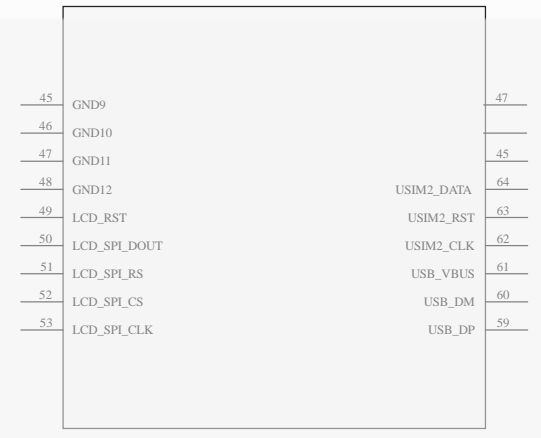 45 GND9 47
46 GND10
47 GND11 45
48 GND12 USIM2_DATA 64
49 LCD_RST USIM2_RST 63
50 LCD_SPI_DOUT USIM2_CLK 62
51 LCD_SPI_RS USB_VBUS 61
52 LCD_SPI_CS USB_DM 60
53 LCD_SPI_CLK USB_DP 59